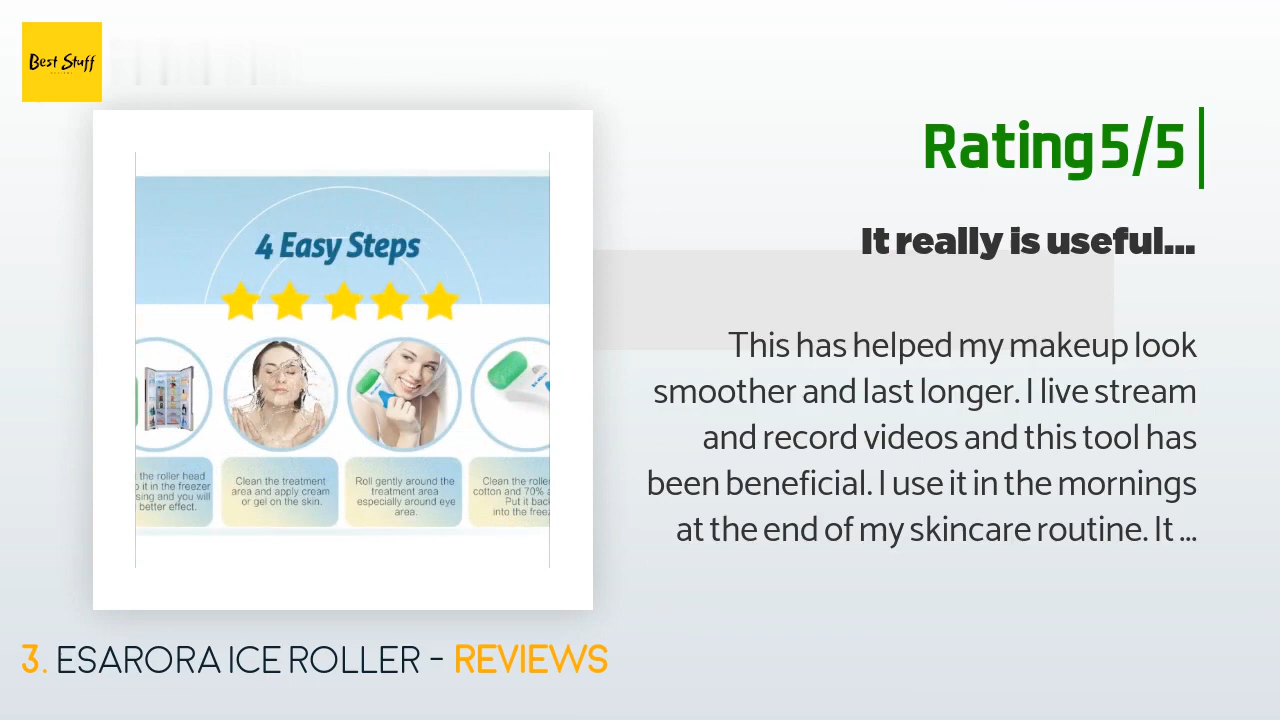 Best Stuff
Rating 5/5
It really is useful...
This has helped my makeup look
smoother and last longer. I live stream
and record videos and this tool has
been beneficial. I use it in the mornings
at the end of my skincare routine. It ...
4 Easy Steps
the roller head
it in the freezer
sing and you will
better effect.
Clean the treatment
area and apply cream
or gel on the skin.
Roll gently around the
treatment area
especially around eye
area.
Clean the rolle
cotton and 70% a
Put it back
into the freez
3. ESARORA ICE ROLLER - REVIEWS